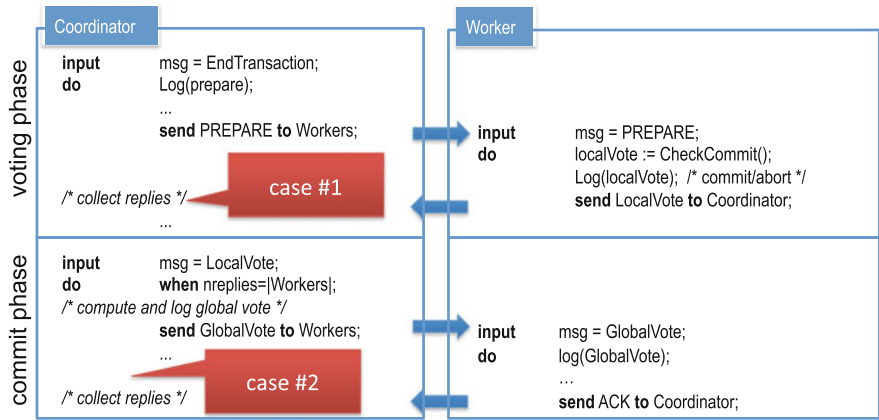 Coordinator
Worker
voting phase
input msg = EndTransaction;
do Log(prepare);
...
send PREPARE to Workers;
case #1
/* collect replies */
...
input msg = PREPARE;
do localVote := CheckCommit();
Log(localVote); /* commit/abort */
send LocalVote to Coordinator;
commit phase
input msg = LocalVote;
do when nreplies=|Workers|;
/* compute and log global vote */
send GlobalVote to Workers;
...
case #2
/* collect replies */
input msg = GlobalVote;
do log(GlobalVote);
...
send ACK to Coordinator;